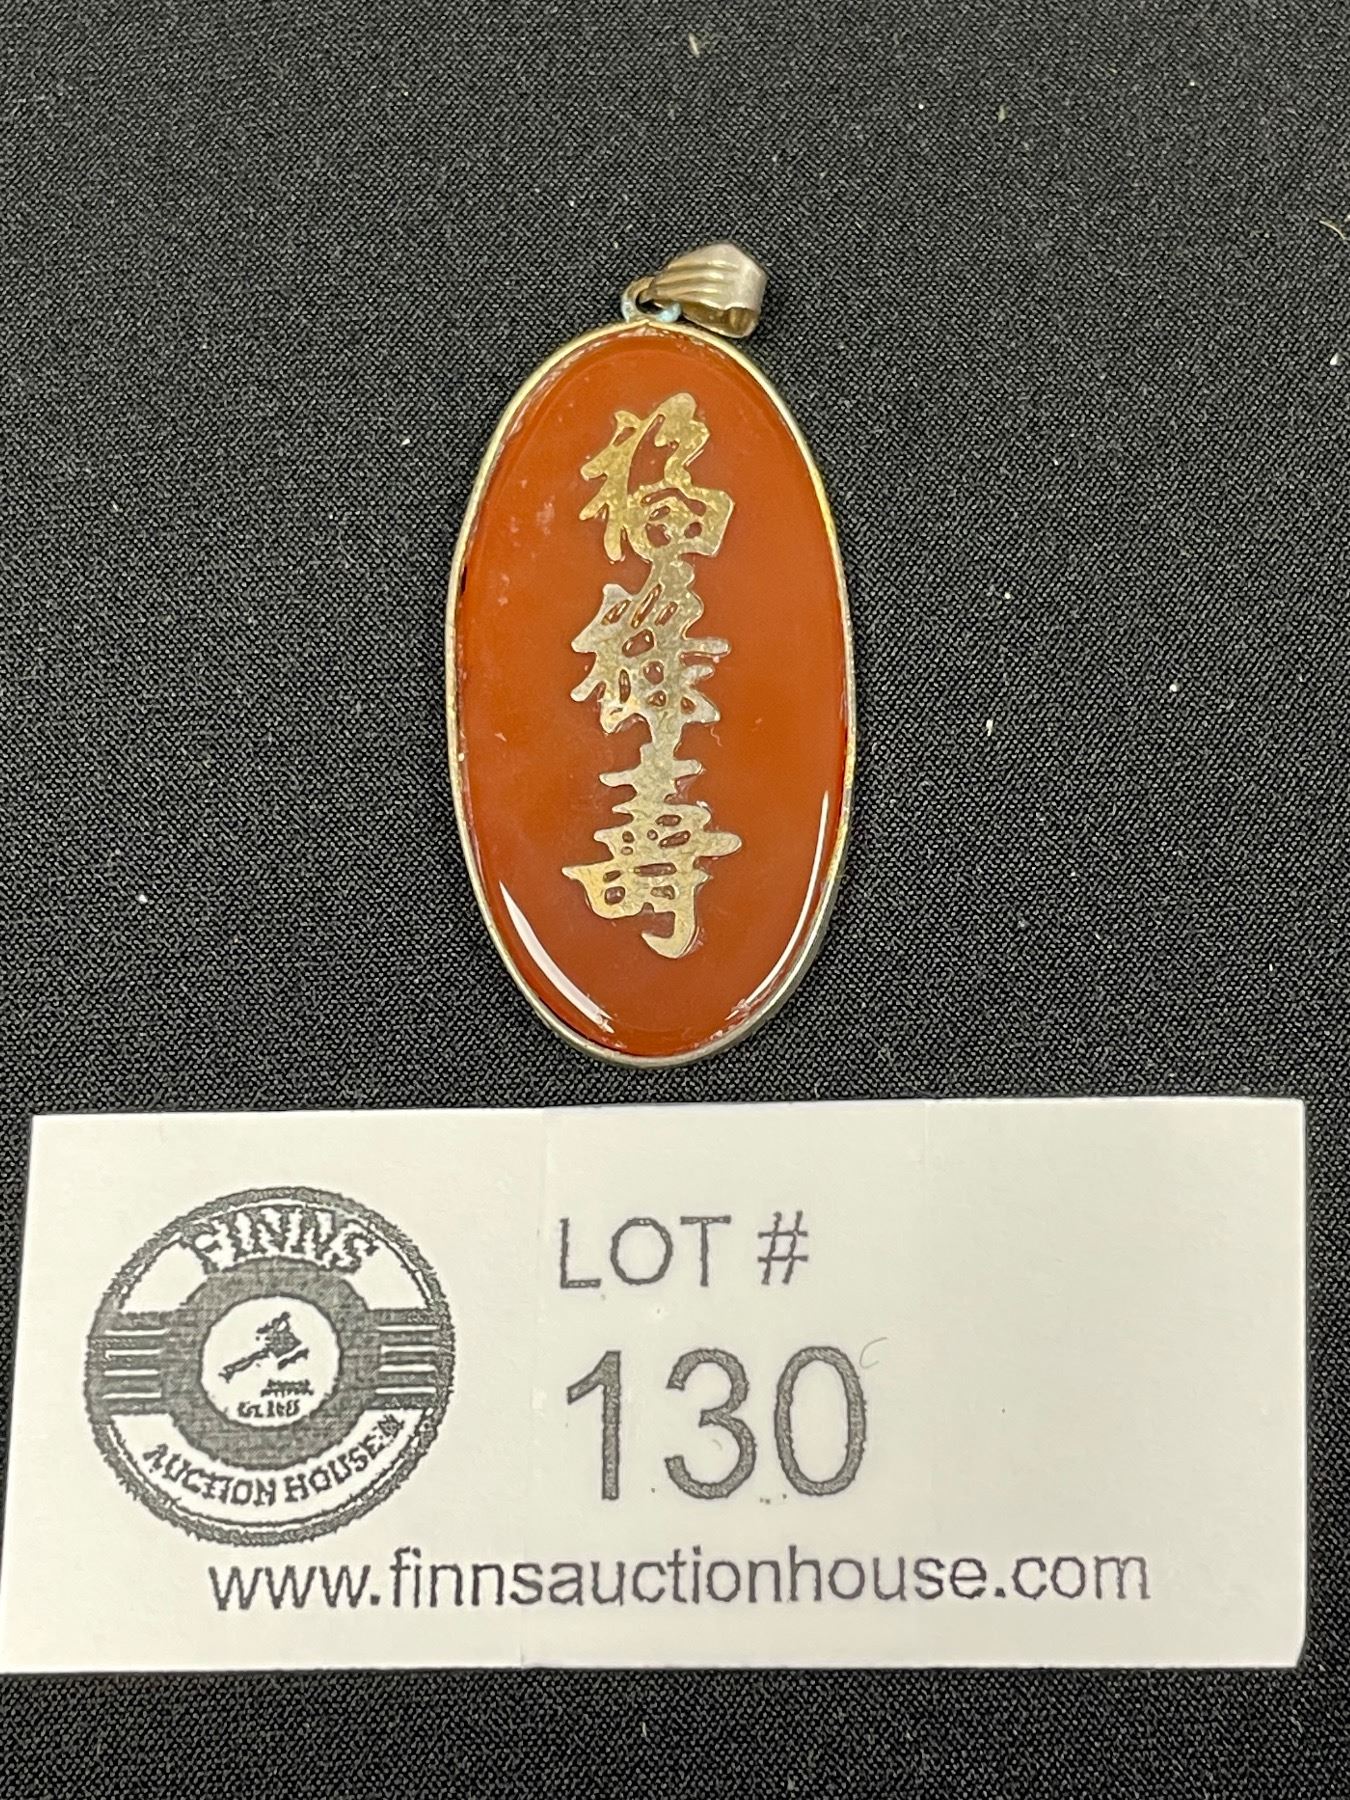 福祿壽
FINNS
AUCTION HOUSE
LOT #
130
www.finnsauctionhouse.com